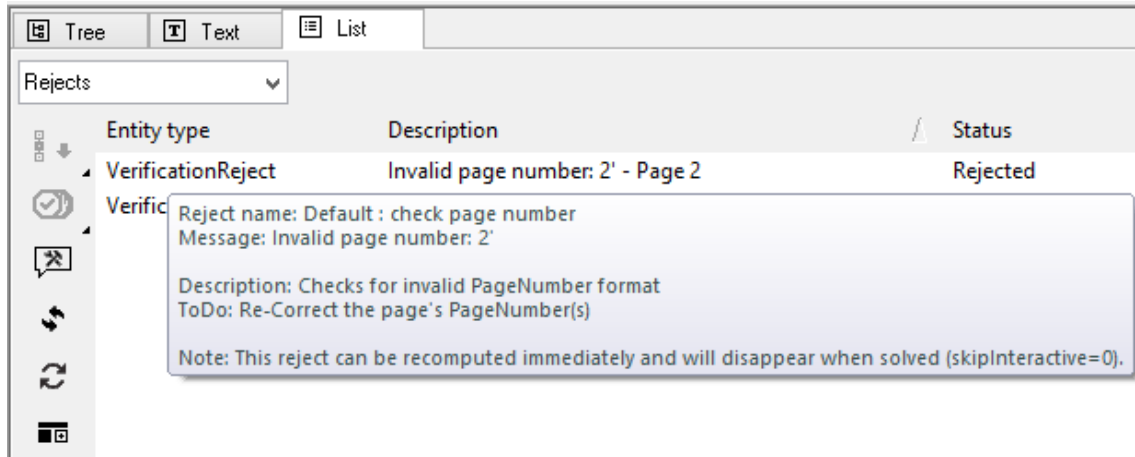 Tree Text List
Rejects
Entity type Description Status
VerificationReject Invalid page number: 2' - Page 2 Rejected
Verific
Reject name: Default : check page number
Message: Invalid page number: 2'
Description: Checks for invalid PageNumber format
ToDo: Re-Correct the page's PageNumber(s)
Note: This reject can be recomputed immediately and will disappear when solved (skipInteractive=0).